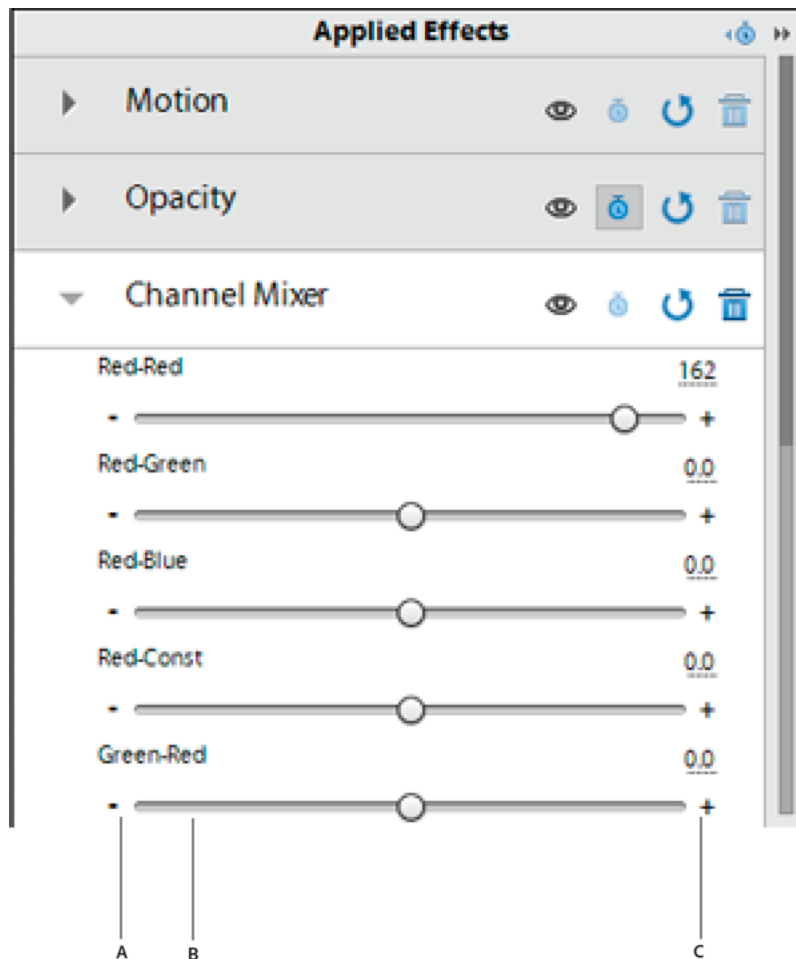 Applied Effects
Motion
Opacity
Channel Mixer
Red-Red 162
- +
Red-Green 0.0
- +
Red-Blue 0.0
- +
Red-Const 0.0
- +
Green-Red 0.0
- +
A B C